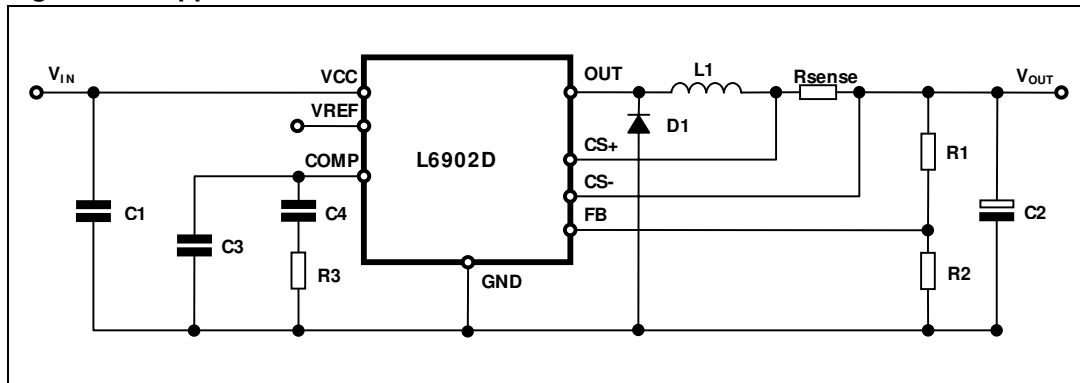 V_IN
VCC
OUT
L1
Rsense
V_OUT
VREF
D1
CS+
R1
COMP
L6902D
CS-
FB
C1
C4
C2
C3
R3
R2
GND